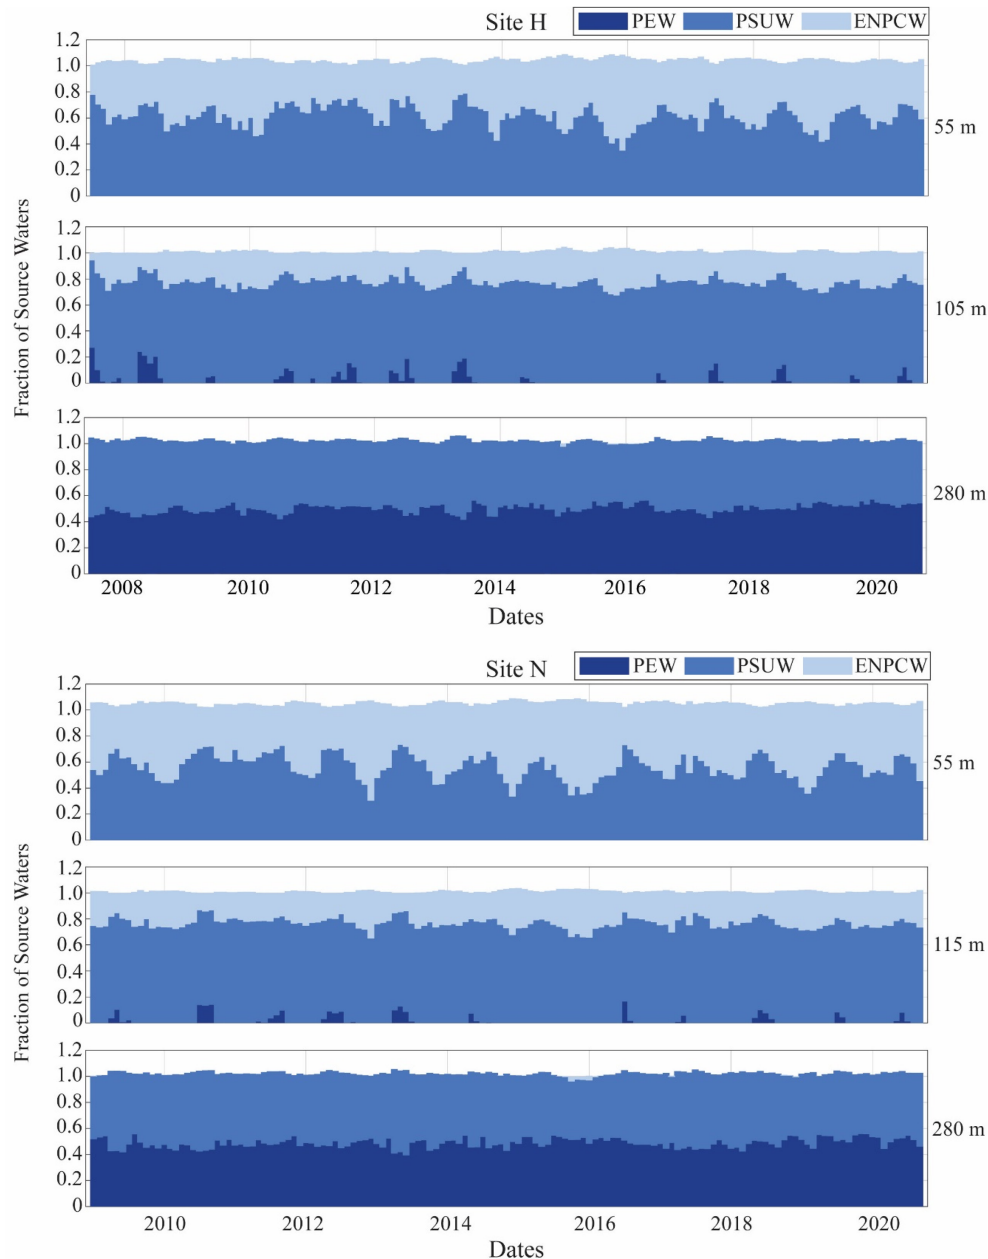 Site H
PEW PSUW ENPCW
1.2
1.0
0.8
0.6
0.4
0.2
0
55 m
1.2
1.0
0.8
0.6
0.4
0.2
0
105 m
1.2
1.0
0.8
0.6
0.4
0.2
0
280 m
Fraction of Source Waters
2008 2010 2012 2014 2016 2018 2020
Dates
Site N
PEW PSUW ENPCW
1.2
1.0
0.8
0.6
0.4
0.2
0
55 m
1.2
1.0
0.8
0.6
0.4
0.2
0
115 m
1.2
1.0
0.8
0.6
0.4
0.2
0
280 m
Fraction of Source Waters
2010 2012 2014 2016 2018 2020
Dates